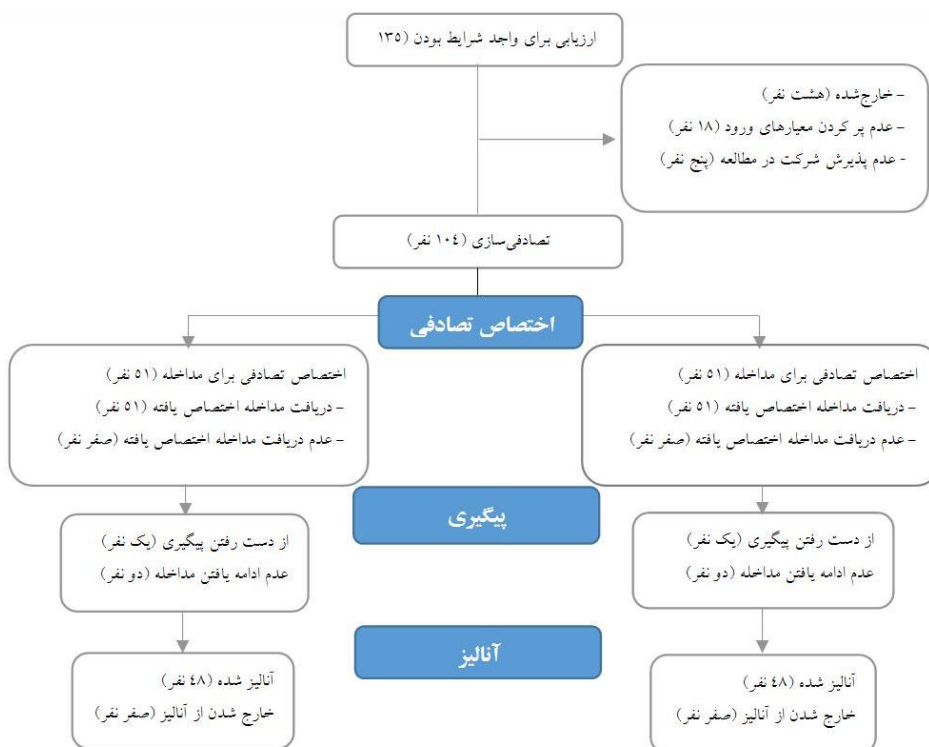 ارزیابی برای واجد شرایط بودن (۱۳۵
- خارج‌شده (هشت نفر)
- عدم پر کردن معیارهای ورود (۱۸ نفر)
- عدم پذیرش شرکت در مطالعه (پنج نفر)
تصادفی‌سازی (۱۰۴ نفر)
اختصاص تصادفی
اختصاص تصادفی برای مداخله (۵۱ نفر)
- دریافت مداخله اختصاص یافته (۵۱ نفر)
- عدم دریافت مداخله اختصاص یافته (صفر نفر)
اختصاص تصادفی برای مداخله (۵۱ نفر)
- دریافت مداخله اختصاص یافته (۵۱ نفر)
- عدم دریافت مداخله اختصاص یافته (صفر نفر)
پیگیری
از دست رفتن پیگیری (یک نفر)
عدم ادامه یافتن مداخله (دو نفر)
از دست رفتن پیگیری (یک نفر)
عدم ادامه یافتن مداخله (دو نفر)
آنالیز
آنالیز شده (۴۸ نفر)
خارج شدن از آنالیز (صفر نفر)
آنالیز شده (۴۸ نفر)
خارج شدن از آنالیز (صفر نفر)